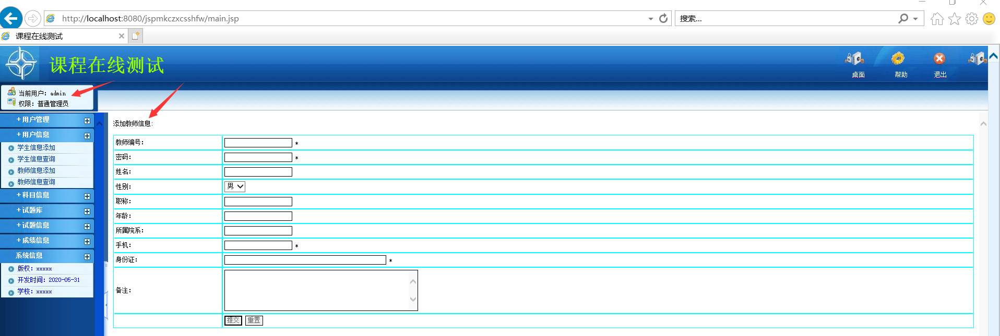 http://localhost:8080/jspmkczxcsshfw/main.jsp
搜索...
课程在线测试
课程在线测试
桌面
帮助
退出
当前用户：admin
权限：普通管理员
+用户管理
+用户信息
学生信息添加
学生信息查询
教师信息添加
教师信息查询
+科目信息
+试题库
+试题信息
+成绩信息
系统信息
版权：xxxxx
开发时间：2020-05-31
学校：xxxxx
添加教师信息：
教师编号： *
密码： *
姓名：
性别： 男
职称：
年龄：
所属院系：
手机： *
身份证： *
备注：
提交 重置